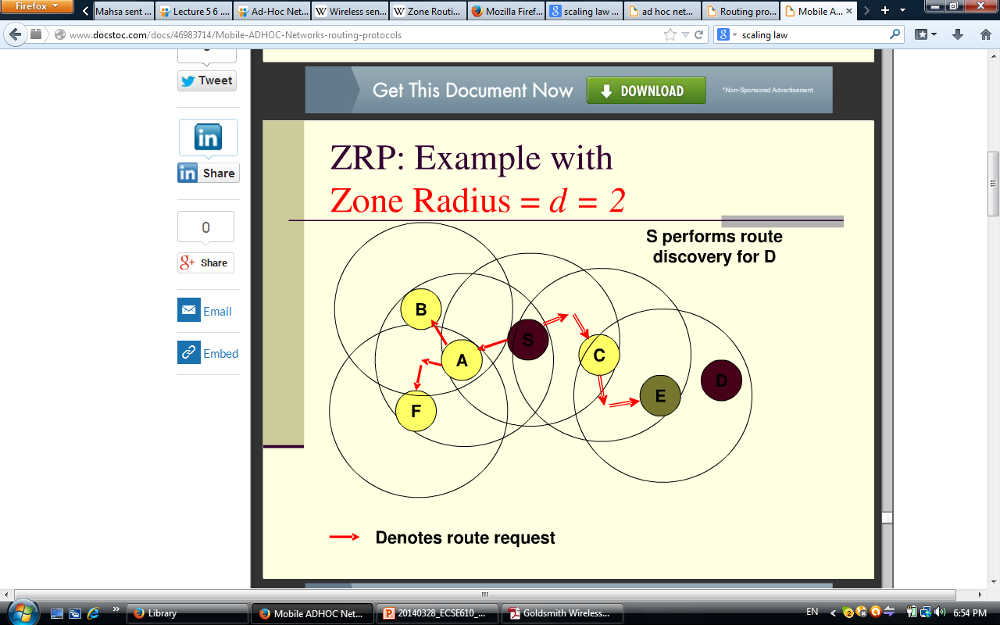 Firefox
Mahsa sent ...
Lecture 5 6 ....
Ad-Hoc Net...
Wireless sen...
Zone Routi...
Mozilla Firef...
scaling law ...
ad hoc net...
Routing pro...
Mobile A...
www.docstoc.com/docs/46983714/Mobile-ADHOC-Networks-routing-protocols
scaling law
Tweet
Get This Document Now
DOWNLOAD
*Non-Sponsored Advertisement
in
in Share
0
Share
Email
Embed
ZRP: Example with
Zone Radius = d = 2
S performs route
discovery for D
B
S
A
C
D
E
F
Denotes route request
Library
Mobile ADHOC Net...
20140328_ECSE610_...
Goldsmith Wireless...
EN
6:54 PM